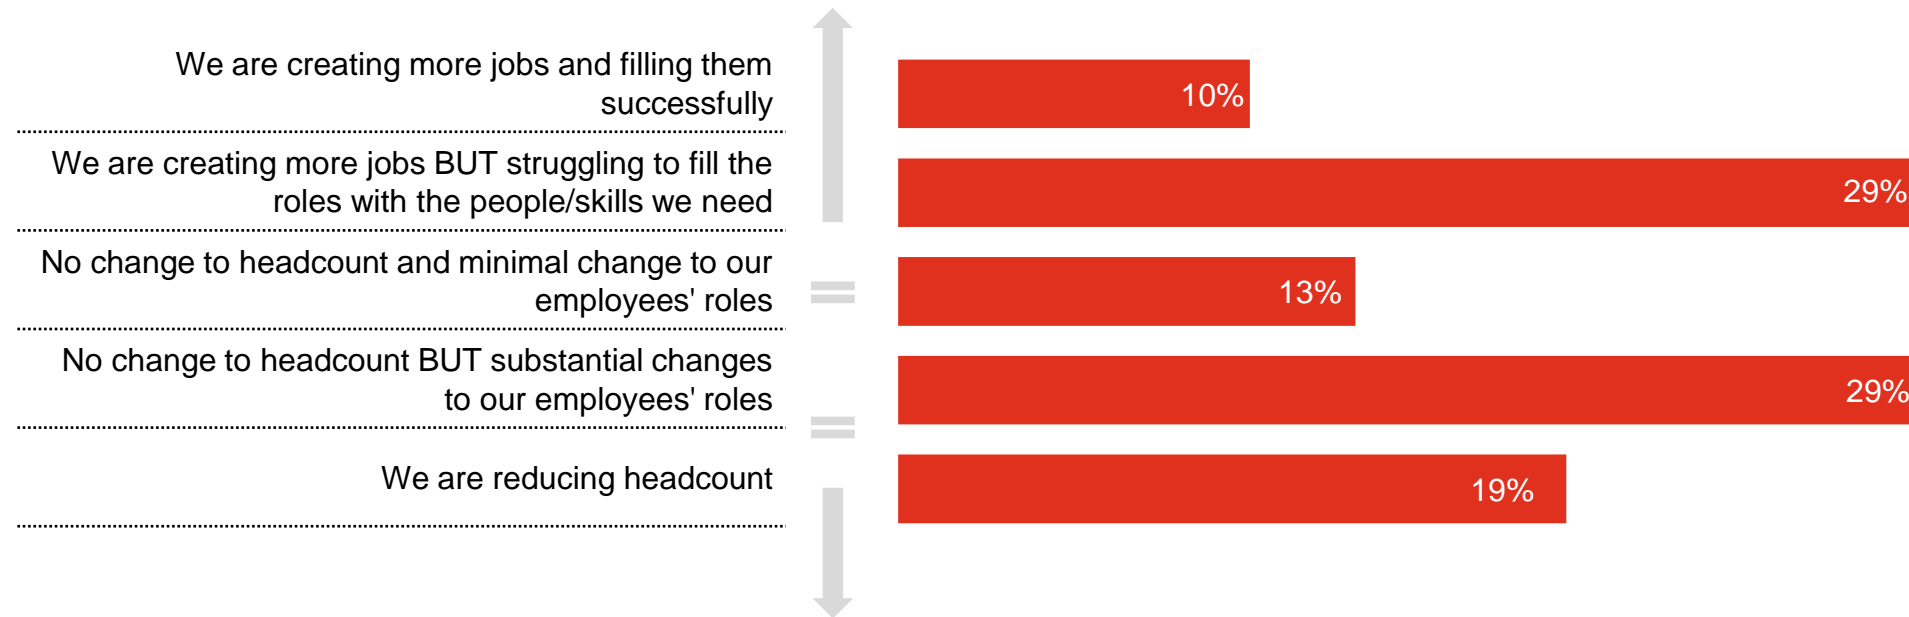 We are creating more jobs and filling them
successfully
10%
We are creating more jobs BUT struggling to fill the
roles with the people/skills we need
29%
No change to headcount and minimal change to our
employees' roles
13%
No change to headcount BUT substantial changes
to our employees' roles
29%
We are reducing headcount
19%